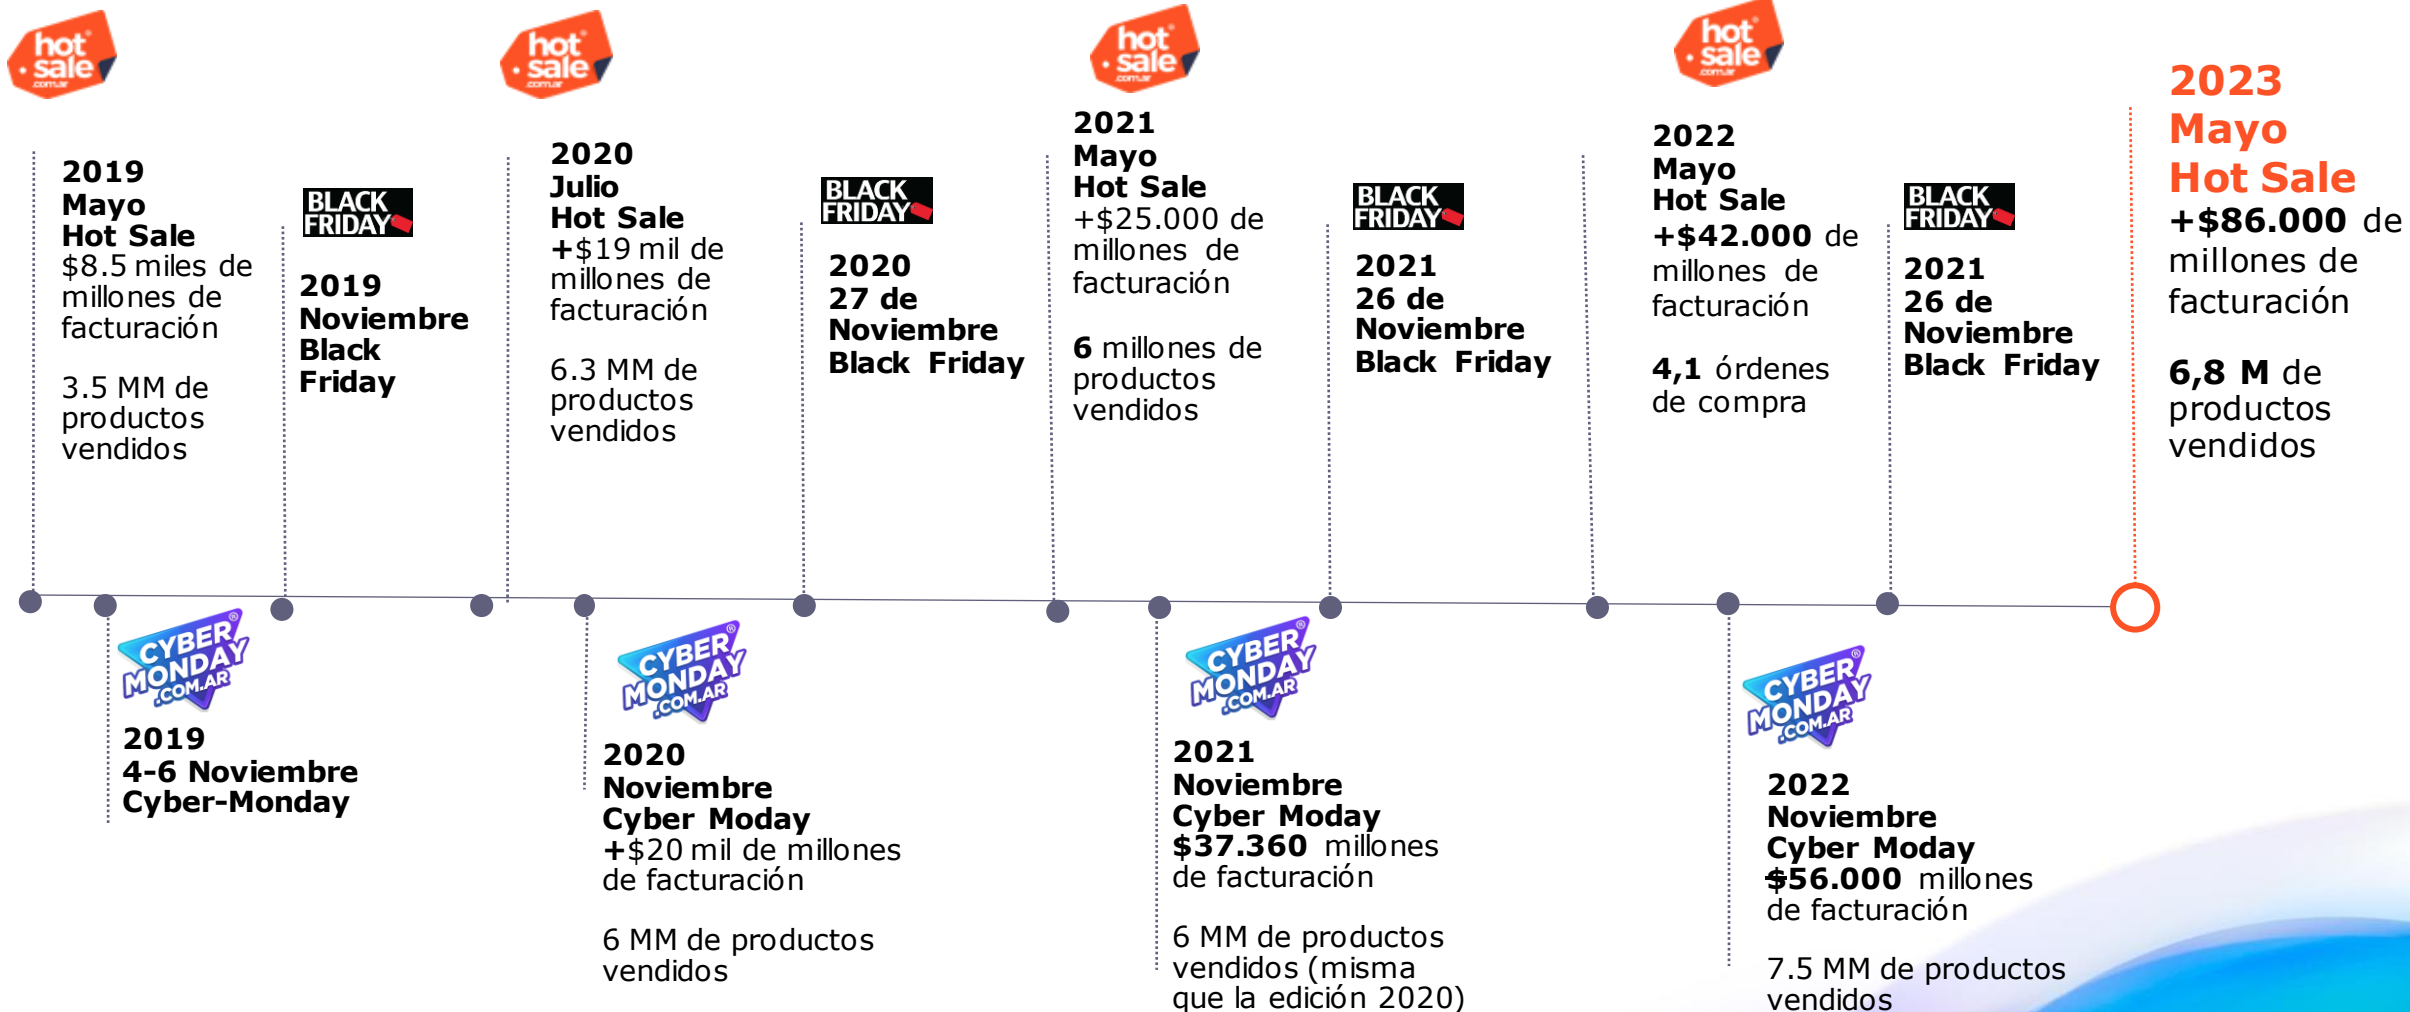 hot
sale
.com.ar
2019
Mayo
Hot Sale
$8.5 miles de
millones de
facturación
3.5 MM de
productos
vendidos
BLACK
FRIDAY
2019
Noviembre
Black
Friday
hot
sale
.com.ar
2020
Julio
Hot Sale
+$19 mil de
millones de
facturación
6.3 MM de
productos
vendidos
BLACK
FRIDAY
2020
27 de
Noviembre
Black Friday
hot
sale
.com.ar
2021
Mayo
Hot Sale
+$25.000 de
millones de
facturación
6 millones de
productos
vendidos
BLACK
FRIDAY
2021
26 de
Noviembre
Black Friday
hot
sale
.com.ar
2022
Mayo
Hot Sale
+$42.000 de
millones de
facturación
4,1 órdenes
de compra
BLACK
FRIDAY
2021
26 de
Noviembre
Black Friday
2023
Mayo
Hot Sale
+$86.000 de
millones de
facturación
6,8 M de
productos
vendidos
CYBER®
MONDAY
.COM.AR
2019
4-6 Noviembre
Cyber-Monday
CYBER®
MONDAY
.COM.AR
2020
Noviembre
Cyber Moday
+$20 mil de millones
de facturación
6 MM de productos
vendidos
CYBER®
MONDAY
.COM.AR
2021
Noviembre
Cyber Moday
$37.360 millones
de facturación
6 MM de productos
vendidos (misma
que la edición 2020)
CYBER®
MONDAY
.COM.AR
2022
Noviembre
Cyber Moday
$56.000 millones
de facturación
7.5 MM de productos
vendidos